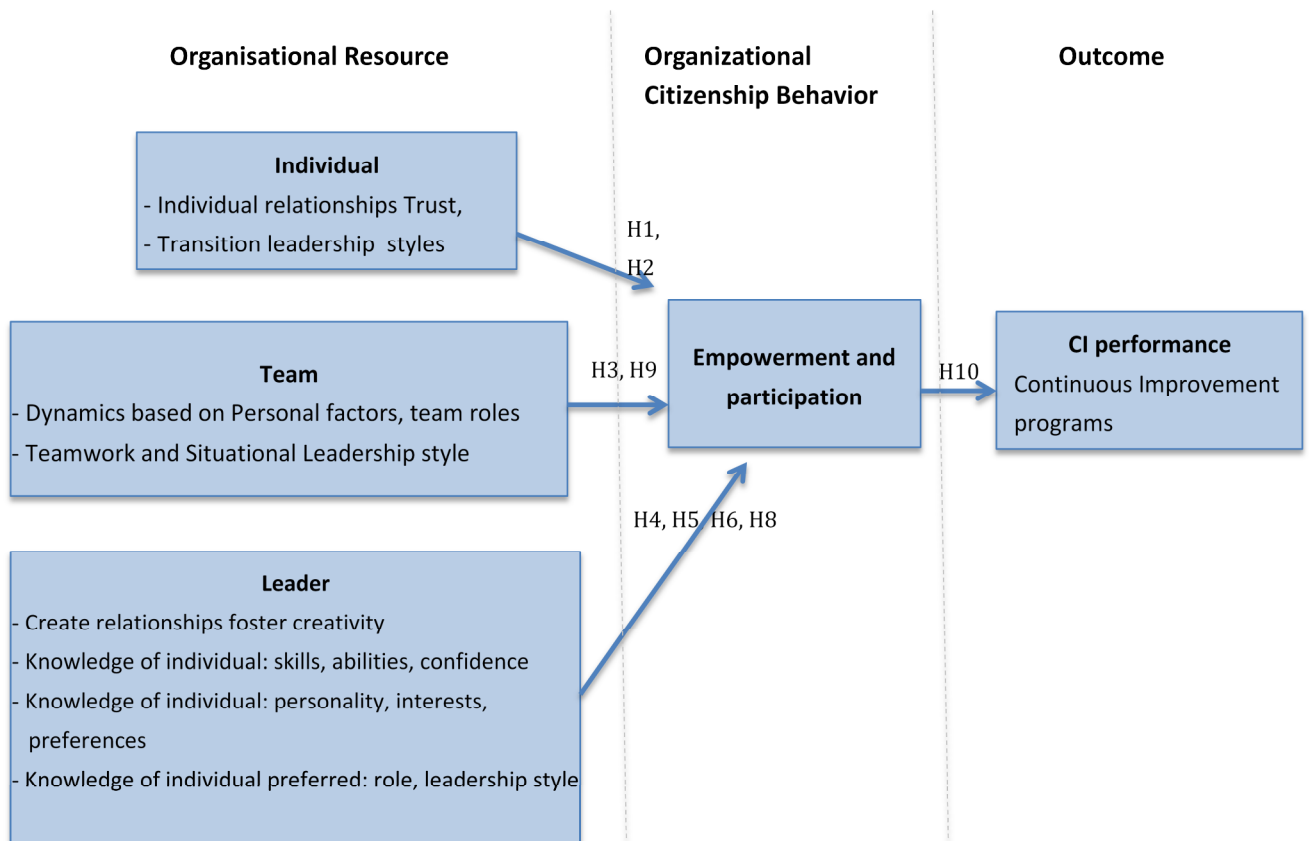 Organisational Resource
Organizational
Citizenship Behavior
Outcome
Individual
- Individual relationships Trust,
- Transition leadership styles
H1,
H2
Team
- Dynamics based on Personal factors, team roles
- Teamwork and Situational Leadership style
H3, H9
Empowerment and
participation
H10
CI performance
Continuous Improvement
programs
H4, H5, H6, H8
Leader
- Create relationships foster creativity
- Knowledge of individual: skills, abilities, confidence
- Knowledge of individual: personality, interests,
preferences
- Knowledge of individual preferred: role, leadership style